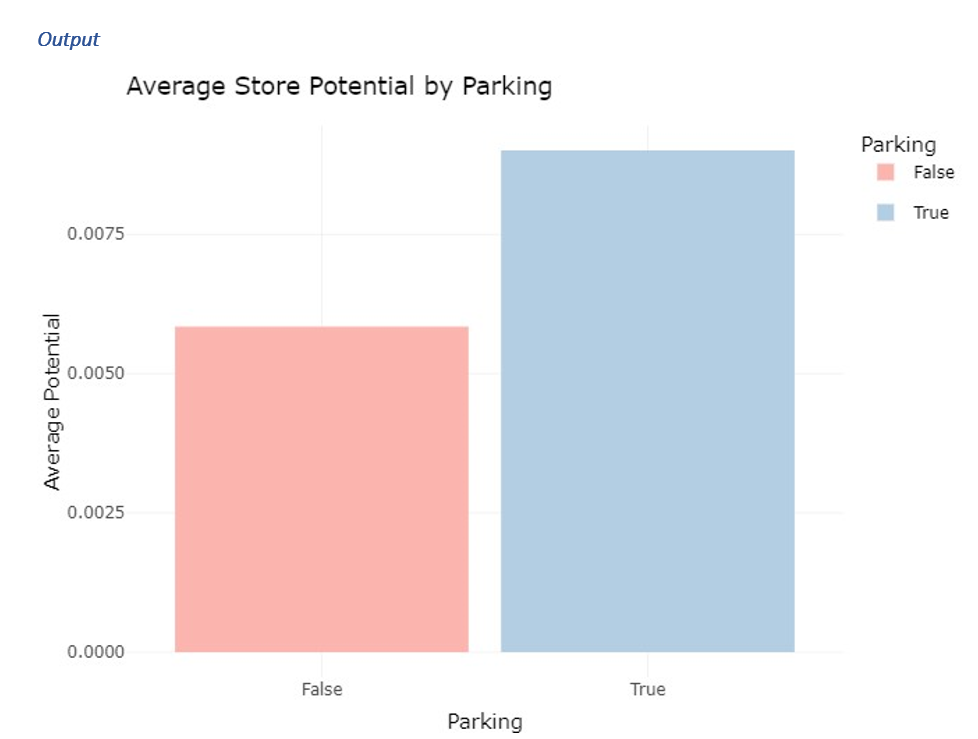 Output
Average Store Potential by Parking
Parking
False
True
0.0075
0.0050
0.0025
0.0000
Average Potential
False
True
Parking